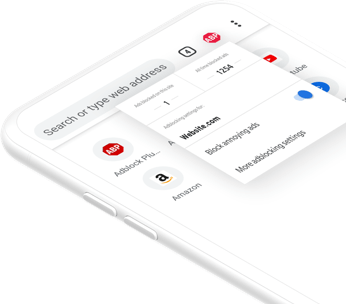 Search or type web address
4
ABP
Ads blocked on this site
1
All time blocked ads
1254
Adblocking settings for:
Website.com
Block annoying ads
More adblocking settings
ABP
Adblock Plu...
a
Amazon
tube